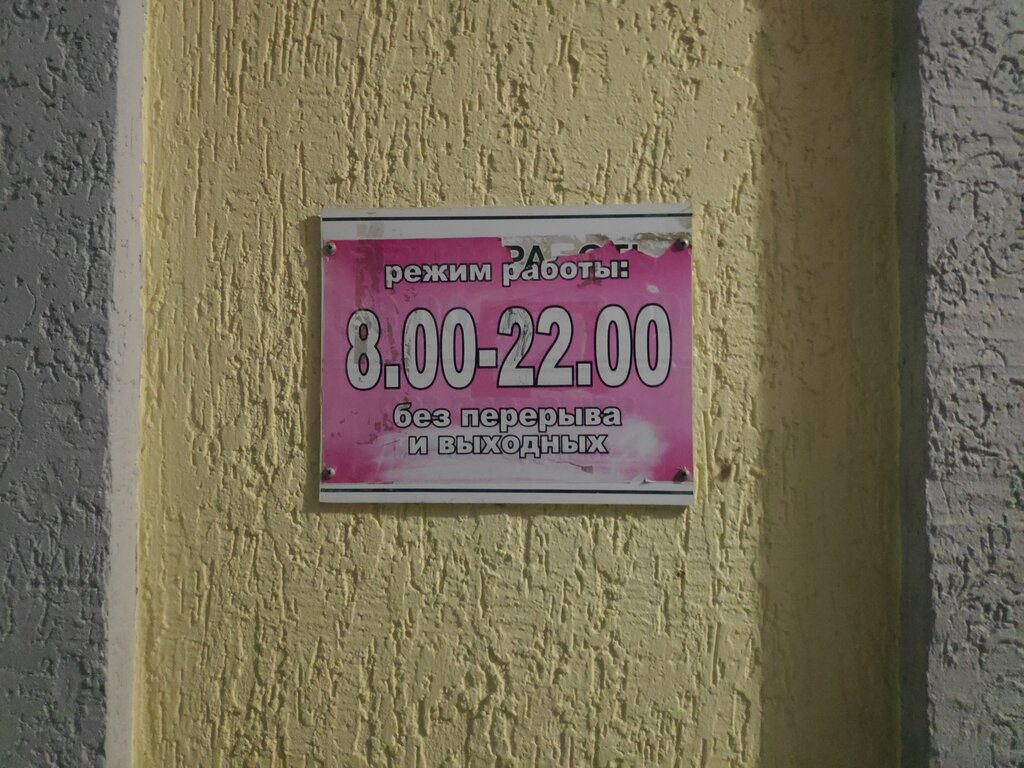 режим работы:
8.00-22.00
без перерыва
и выходных